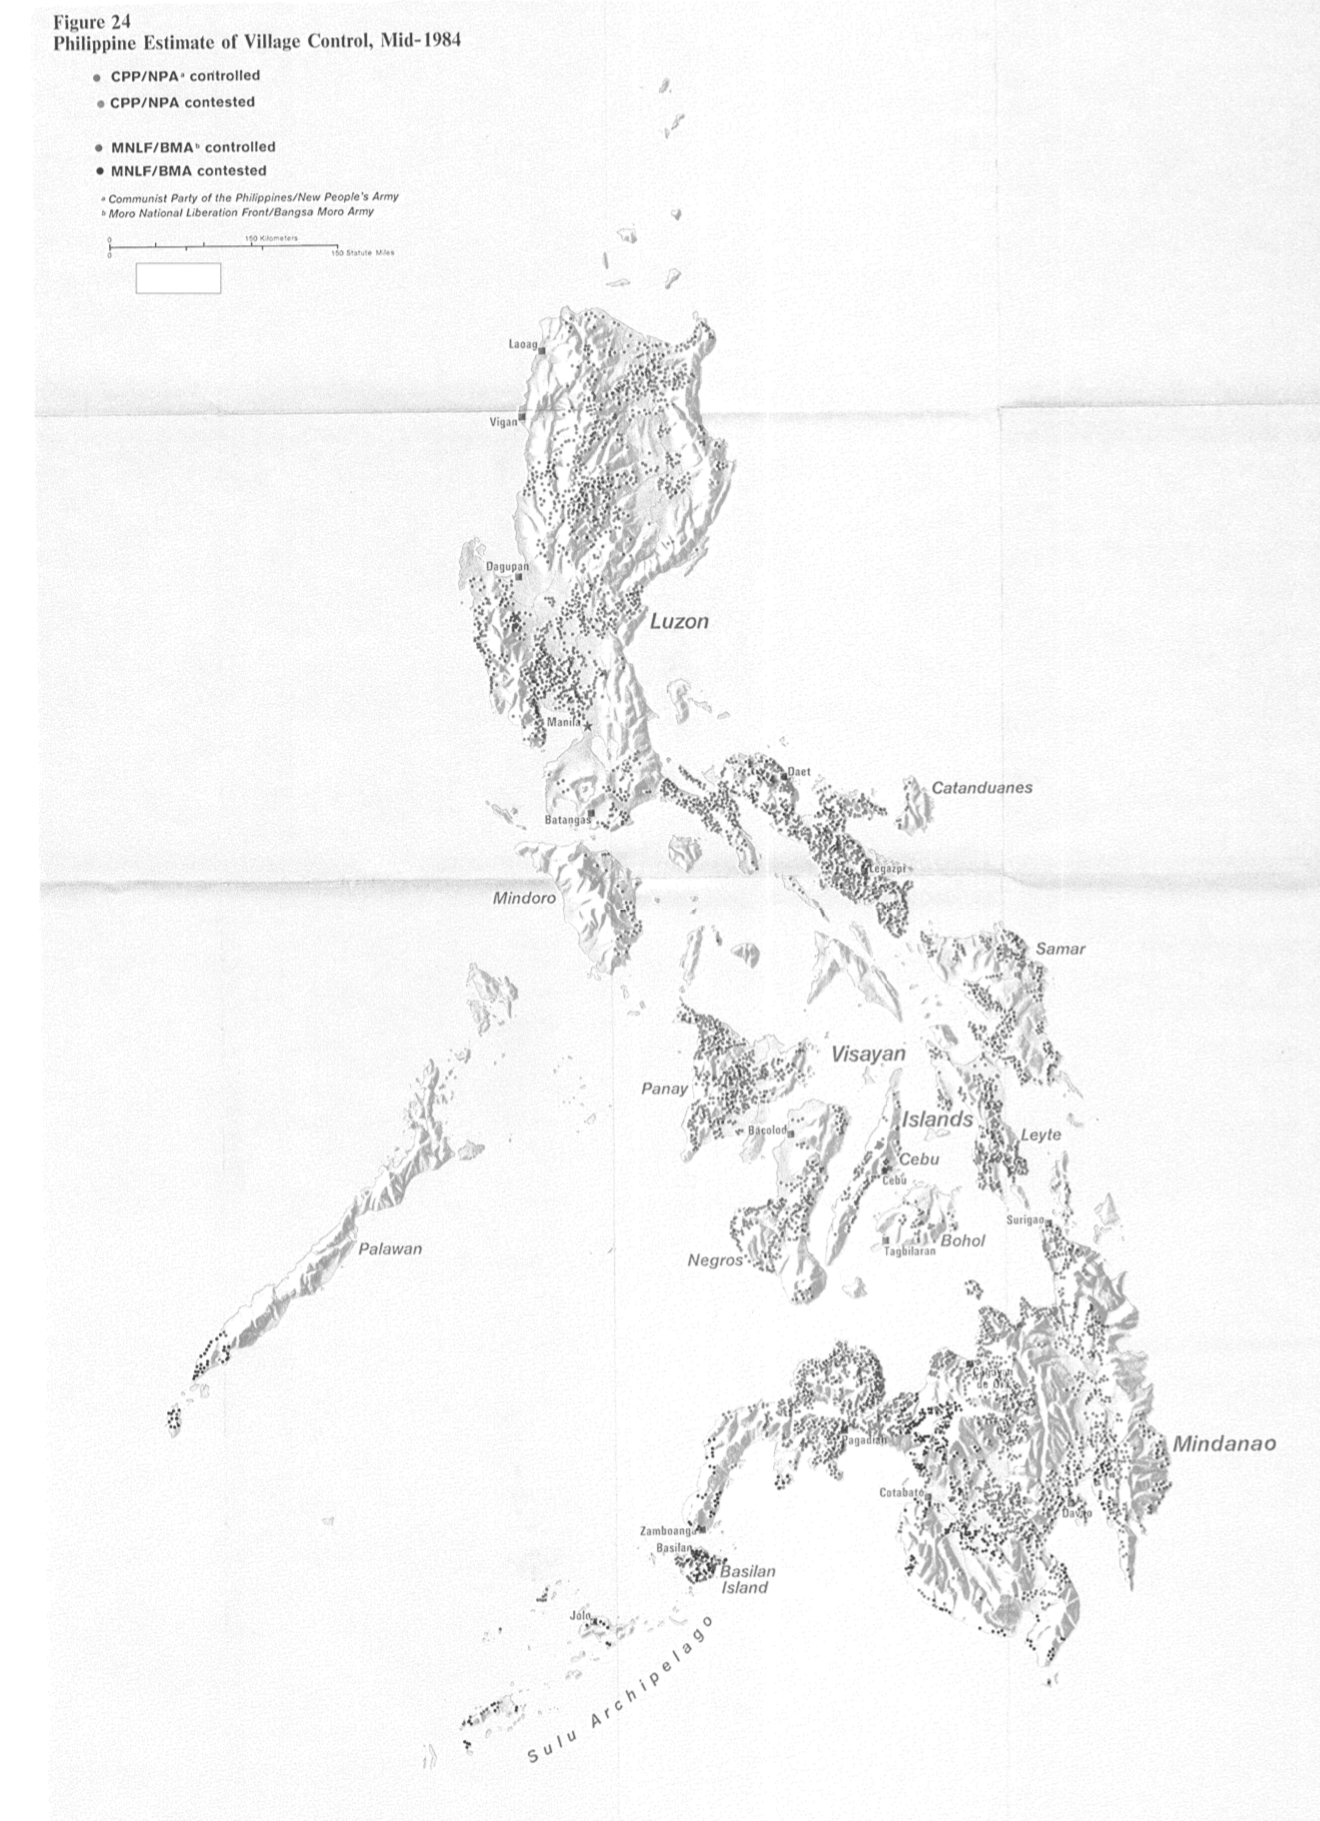 Figure 24
Philippine Estimate of Village Control, Mid-1984
CPP/NPAᵃ controlled
CPP/NPA contested
MNLF/BMAᵇ controlled
MNLF/BMA contested
ᵃ Communist Party of the Philippines/New People's Army
ᵇ Moro National Liberation Front/Bangsa Moro Army
0 150 Kilometers
0 150 Statute Miles
Laoag
Vigan
Dagupan
Luzon
Manila
Daet
Catanduanes
Batangas
Legazpi
Mindoro
Samar
Visayan
Panay
Islands
Bacolod
Leyte
Cebu
Cebu
Surigao
Bohol
Tagbilaran
Palawan
Negros
Pagadian
Mindanao
Cotabato
Davao
Zamboanga
Basilan
Basilan
Island
Jolo
Sulu Archipelago